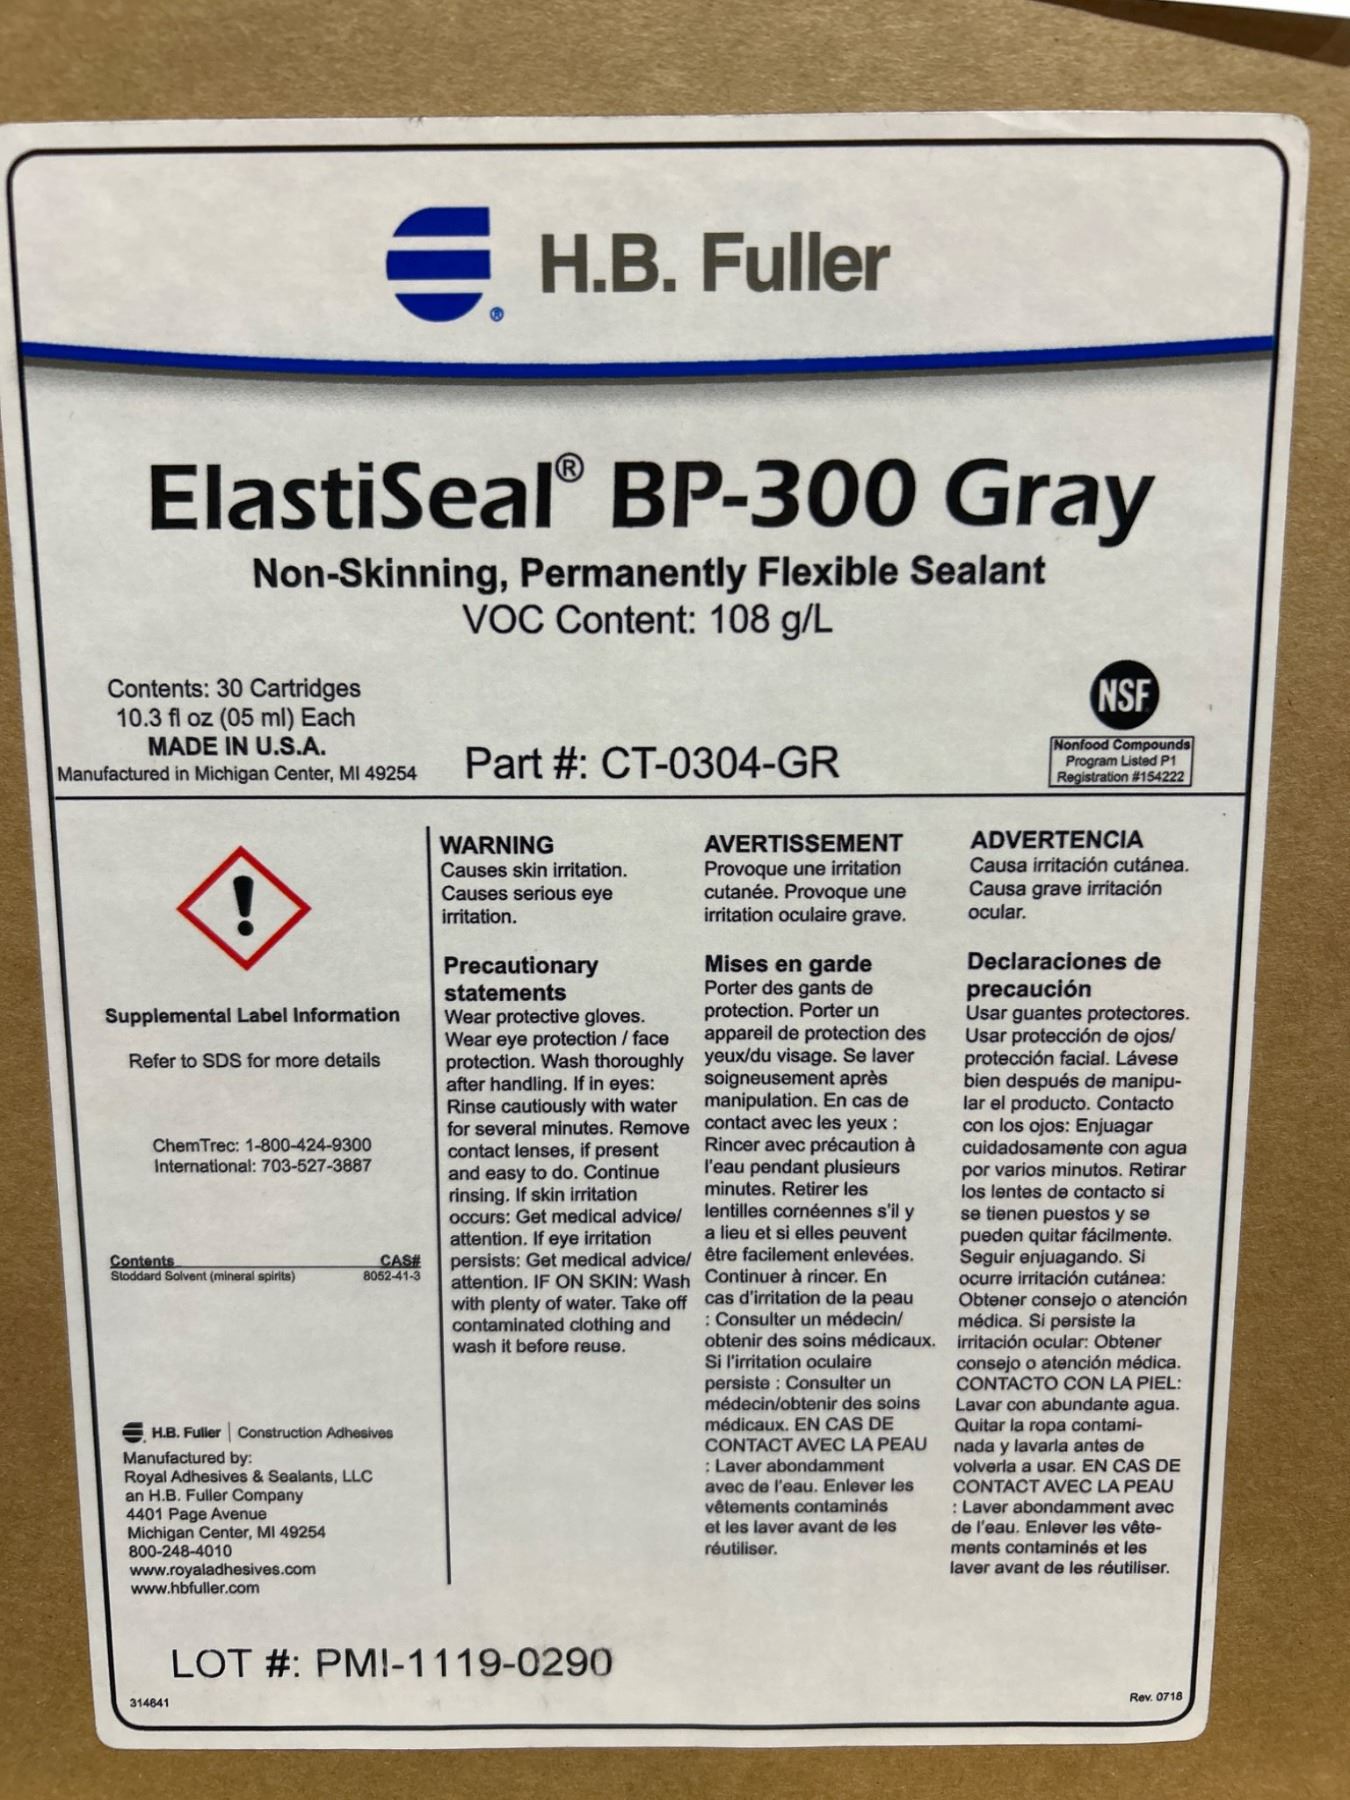 H.B. Fuller
®
ElastiSeal® BP-300 Gray
Non-Skinning, Permanently Flexible Sealant
VOC Content: 108 g/L
Contents: 30 Cartridges
10.3 fl oz (05 ml) Each
MADE IN U.S.A.
Manufactured in Michigan Center, MI 49254
Part #: CT-0304-GR
NSF
Nonfood Compounds
Program Listed P1
Registration #154222
!
Supplemental Label Information
Refer to SDS for more details
ChemTrec: 1-800-424-9300
International: 703-527-3887
Contents CAS#
Stoddard Solvent (mineral spirits) 8052-41-3
H.B. Fuller | Construction Adhesives
Manufactured by:
Royal Adhesives & Sealants, LLC
an H.B. Fuller Company
4401 Page Avenue
Michigan Center, MI 49254
800-248-4010
www.royaladhesives.com
www.hbfuller.com
WARNING
Causes skin irritation.
Causes serious eye
irritation.
Precautionary
statements
Wear protective gloves.
Wear eye protection / face
protection. Wash thoroughly
after handling. If in eyes:
Rinse cautiously with water
for several minutes. Remove
contact lenses, if present
and easy to do. Continue
rinsing. If skin irritation
occurs: Get medical advice/
attention. If eye irritation
persists: Get medical advice/
attention. IF ON SKIN: Wash
with plenty of water. Take off
contaminated clothing and
wash it before reuse.
AVERTISSEMENT
Provoque une irritation
cutanée. Provoque une
irritation oculaire grave.
Mises en garde
Porter des gants de
protection. Porter un
appareil de protection des
yeux/du visage. Se laver
soigneusement après
manipulation. En cas de
contact avec les yeux :
Rincer avec précaution à
l'eau pendant plusieurs
minutes. Retirer les
lentilles cornéennes s'il y
a lieu et si elles peuvent
être facilement enlevées.
Continuer à rincer. En
cas d'irritation de la peau
: Consulter un médecin/
obtenir des soins médicaux.
Si l'irritation oculaire
persiste : Consulter un
médecin/obtenir des soins
médicaux. EN CAS DE
CONTACT AVEC LA PEAU
: Laver abondamment
avec de l'eau. Enlever les
vêtements contaminés
et les laver avant de les
réutiliser.
ADVERTENCIA
Causa irritación cutánea.
Causa grave irritación
ocular.
Declaraciones de
precaución
Usar guantes protectores.
Usar protección de ojos/
protección facial. Lávese
bien después de manipu-
lar el producto. Contacto
con los ojos: Enjuagar
cuidadosamente con agua
por varios minutos. Retirar
los lentes de contacto si
se tienen puestos y se
pueden quitar fácilmente.
Seguir enjuagando. Si
ocurre irritación cutánea:
Obtener consejo o atención
médica. Si persiste la
irritación ocular: Obtener
consejo o atención médica.
CONTACTO CON LA PIEL:
Lavar con abundante agua.
Quitar la ropa contami-
nada y lavarla antes de
volverla a usar. EN CAS DE
CONTACT AVEC LA PEAU
: Laver abondamment avec
de l'eau. Enlever les vête-
ments contaminés et les
laver avant de les réutiliser.
LOT #: PMI-1119-0290
314641
Rev. 0718